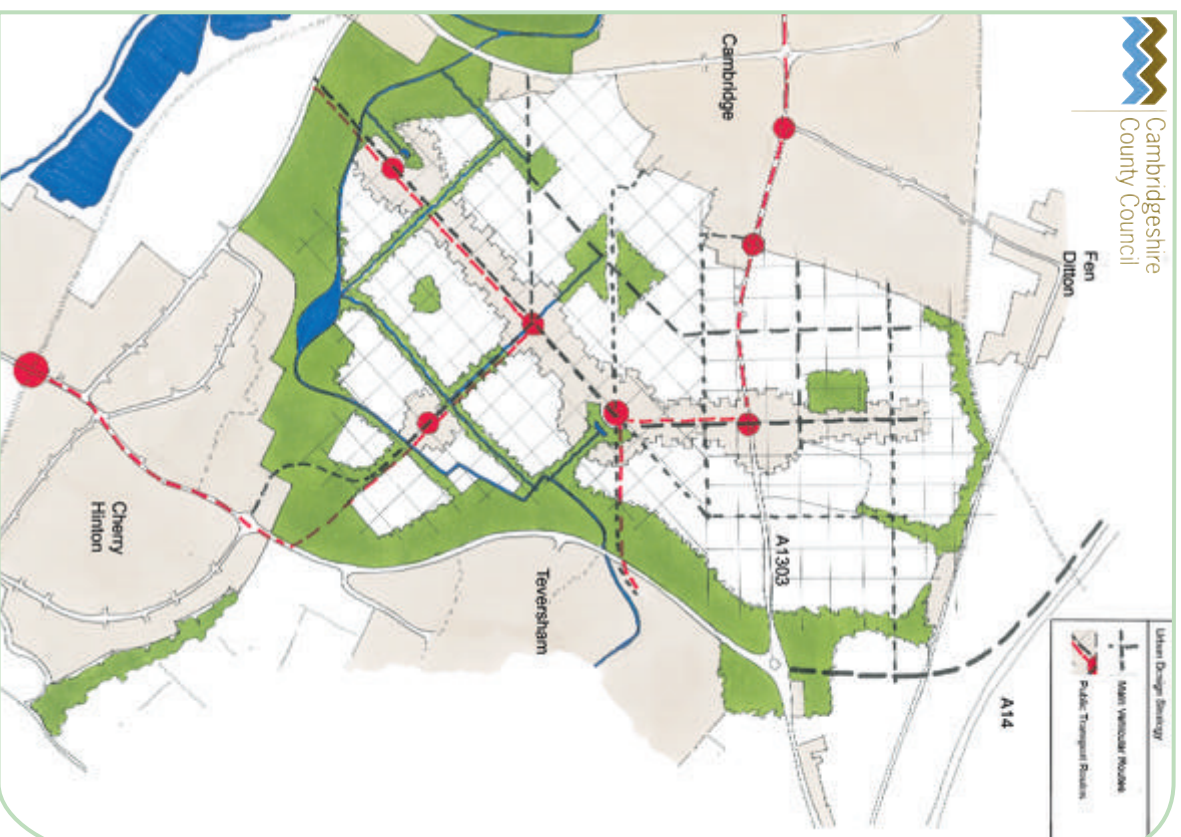 Cambridgeshire
County Council
Fen
Ditton
Cambridge
A1303
Teversham
Cherry
Hinton
A14
Urban Design Strategy
Main Vehicular Routes
Public Transport Routes